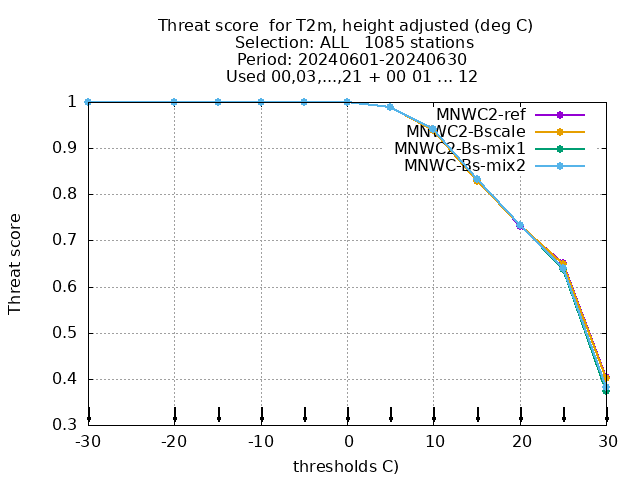 Threat score  for T2m, height adjusted (deg C)
Selection: ALL   1085 stations
Period: 20240601-20240630
Used 00,03,...,21 + 00 01 ... 12
MNWC2-ref
MNWC2-Bscale
MNWC2-Bs-mix1
MNWC-Bs-mix2
Threat score
1
0.9
0.8
0.7
0.6
0.5
0.4
0.3
-30 -20 -10 0 10 20 30
thresholds C)